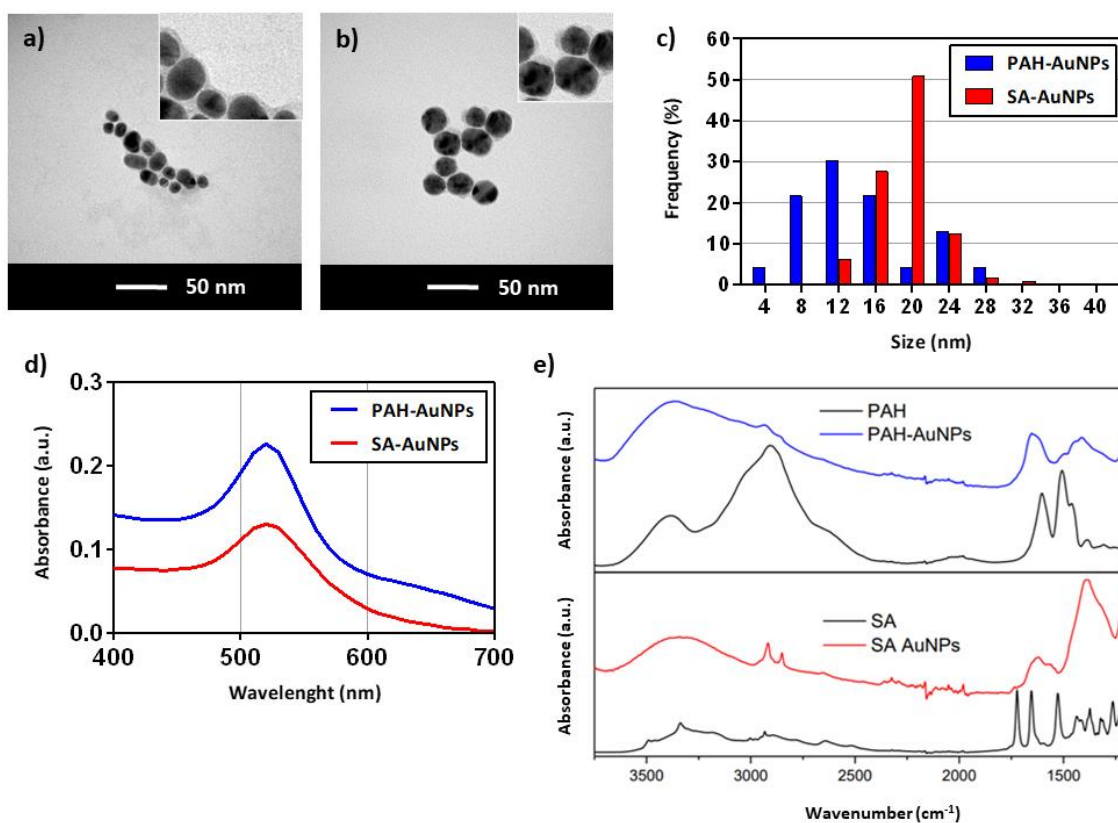 a)
50 nm
b)
50 nm
c)
PAH-AuNPs
SA-AuNPs
Frequency (%)
60
50
40
30
20
10
0
4 8 12 16 20 24 28 32 36 40
Size (nm)
d)
PAH-AuNPs
SA-AuNPs
Absorbance (a.u.)
0.3
0.2
0.1
0.0
400 500 600 700
Wavelenght (nm)
e)
PAH
PAH-AuNPs
Absorbance (a.u.)
SA
SA AuNPs
Absorbance (a.u.)
3500 3000 2500 2000 1500
Wavenumber (cm⁻¹)